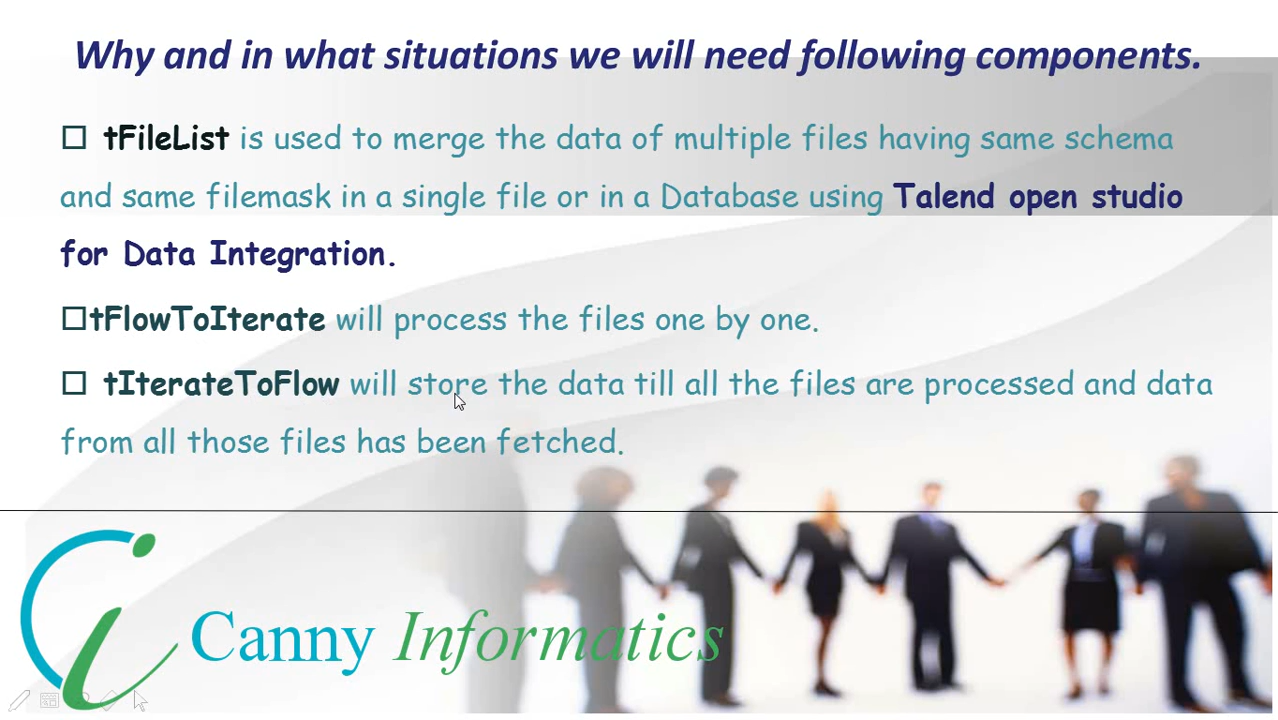 Why and in what situations we will need following components.
tFileList is used to merge the data of multiple files having same schema
and same filemask in a single file or in a Database using Talend open studio
for Data Integration.
tFlowToIterate will process the files one by one.
tIterateToFlow will store the data till all the files are processed and data
from all those files has been fetched.
Canny Informatics